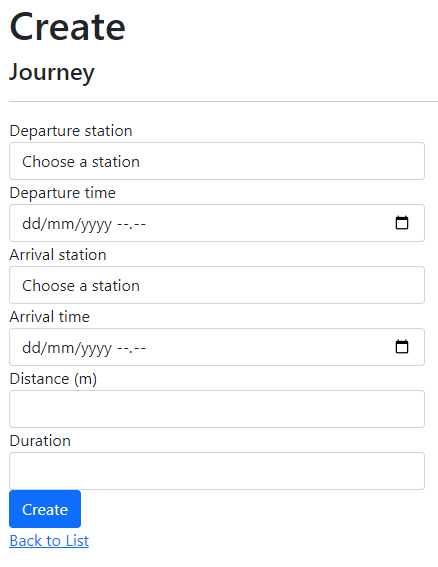 Create
Journey
Departure station
Choose a station
Departure time
dd/mm/yyyy --.--
Arrival station
Choose a station
Arrival time
dd/mm/yyyy --.--
Distance (m)
Duration
Create
Back to List